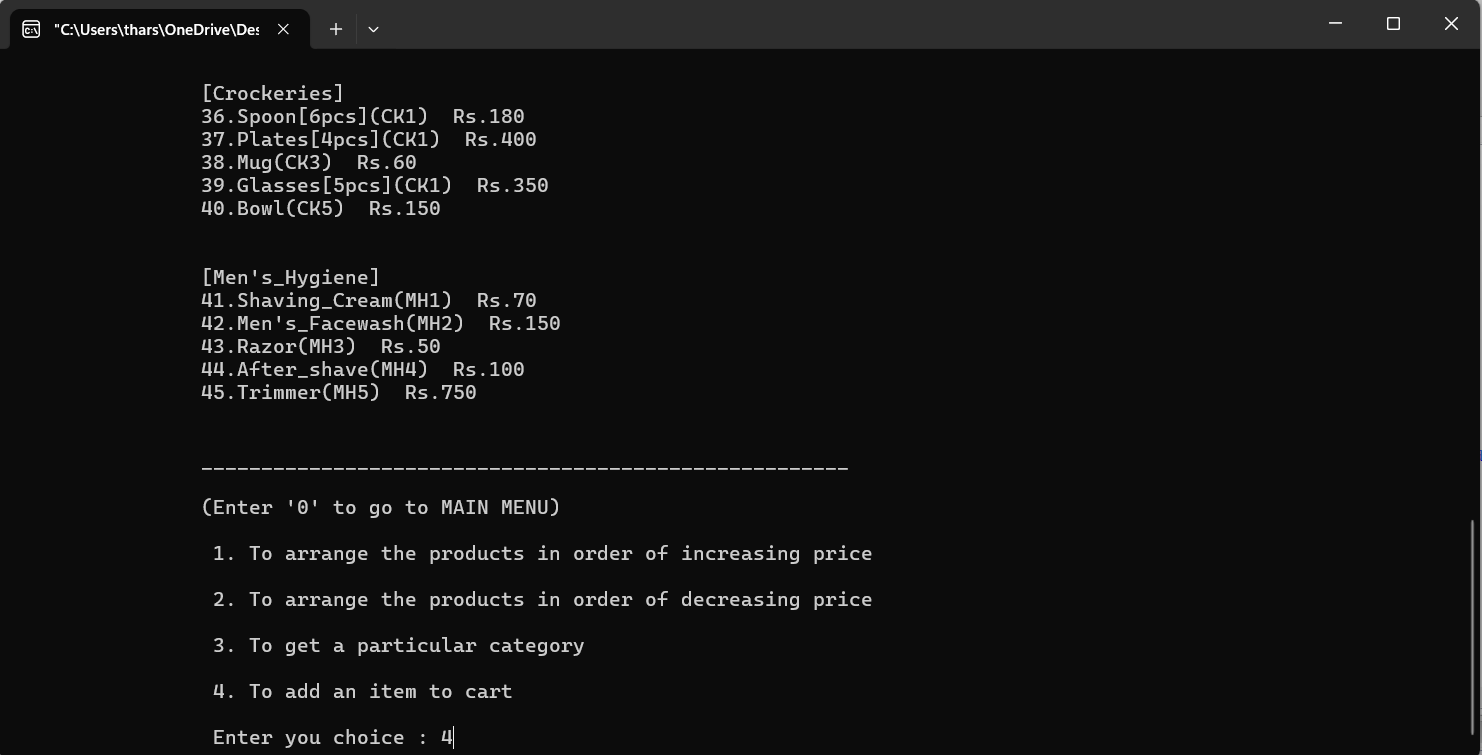 "C:\Users\thars\OneDrive\Des
[Crockeries]
36.Spoon[6pcs](CK1)  Rs.180
37.Plates[4pcs](CK1)  Rs.400
38.Mug(CK3)  Rs.60
39.Glasses[5pcs](CK1)  Rs.350
40.Bowl(CK5)  Rs.150
[Men's_Hygiene]
41.Shaving_Cream(MH1)  Rs.70
42.Men's_Facewash(MH2)  Rs.150
43.Razor(MH3)  Rs.50
44.After_shave(MH4)  Rs.100
45.Trimmer(MH5)  Rs.750
______________________________________________________
(Enter '0' to go to MAIN MENU)
1. To arrange the products in order of increasing price
2. To arrange the products in order of decreasing price
3. To get a particular category
4. To add an item to cart
Enter you choice : 4